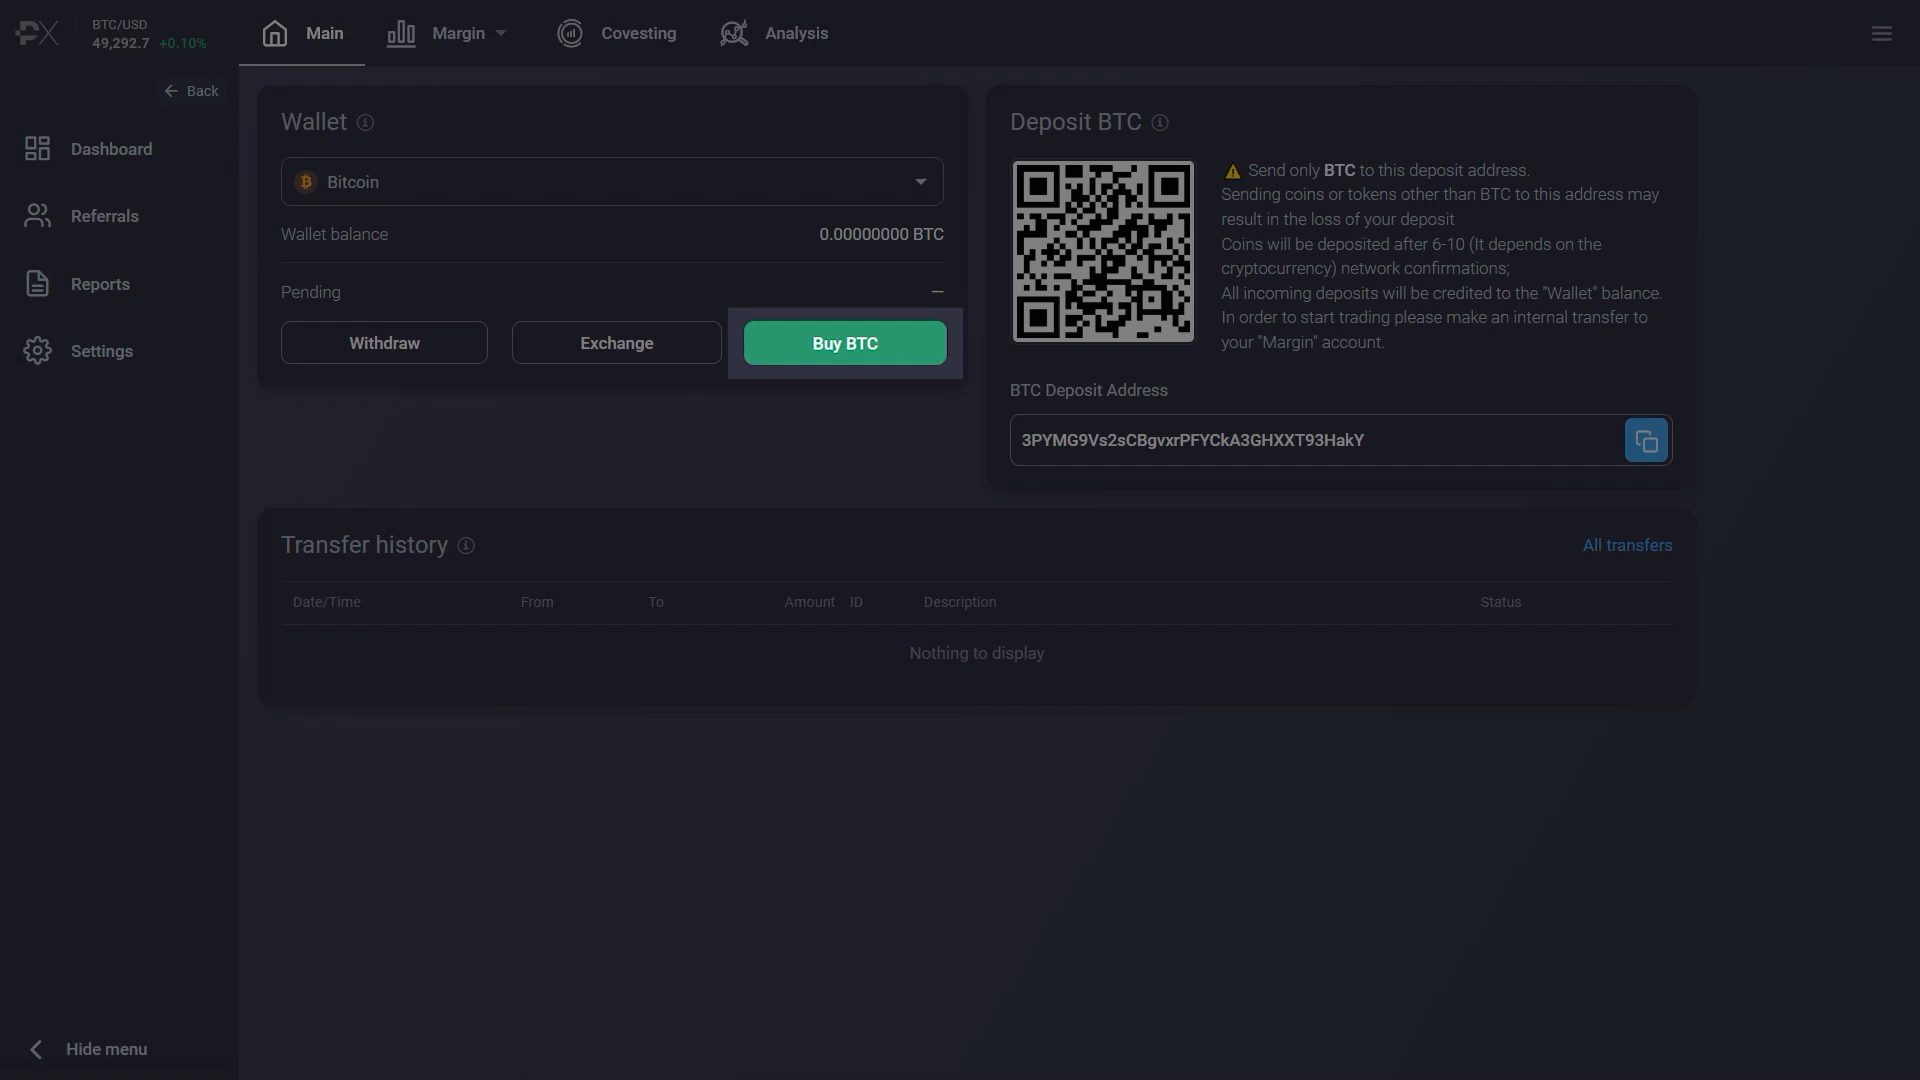 PX
BTC/USD
49,292.7 +0.10%
Main
Margin
Covesting
Analysis
Back
Dashboard
Referrals
Reports
Settings
Hide menu
Wallet
Bitcoin
Wallet balance 0.00000000 BTC
Pending –
Withdraw
Exchange
Buy BTC
Deposit BTC
Send only BTC to this deposit address.
Sending coins or tokens other than BTC to this address may
result in the loss of your deposit
Coins will be deposited after 6-10 (It depends on the
cryptocurrency) network confirmations;
All incoming deposits will be credited to the "Wallet" balance.
In order to start trading please make an internal transfer to
your "Margin" account.
BTC Deposit Address
3PYMG9Vs2sCBgvxrPFYCkA3GHXXT93HakY
Transfer history
All transfers
Date/Time From To Amount ID Description Status
Nothing to display